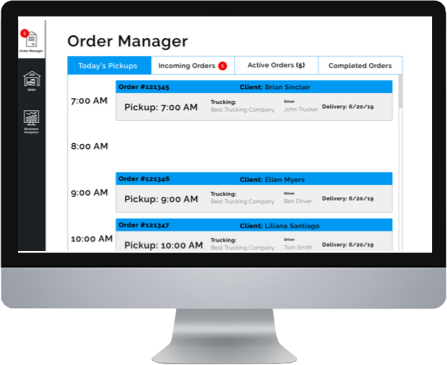 Order Manager
5
Order Manager
Today's Pickups
Incoming Orders 5
Active Orders (5)
Completed Orders
WMS
Business
Analytics
7:00 AM
Order #121345 Client: Brian Sinclair
Pickup: 7:00 AM
Trucking:
Best Trucking Company
Driver
John Trucker
Delivery: 6/20/19
8:00 AM
9:00 AM
Order #121346 Client: Ellen Myers
Pickup: 9:00 AM
Trucking:
Best Trucking Company
Driver
Ben Driver
Delivery: 6/20/19
10:00 AM
Order #121347 Client: Liliana Santiago
Pickup: 10:00 AM
Trucking:
Best Trucking Company
Driver
Tom Smith
Delivery: 6/20/19